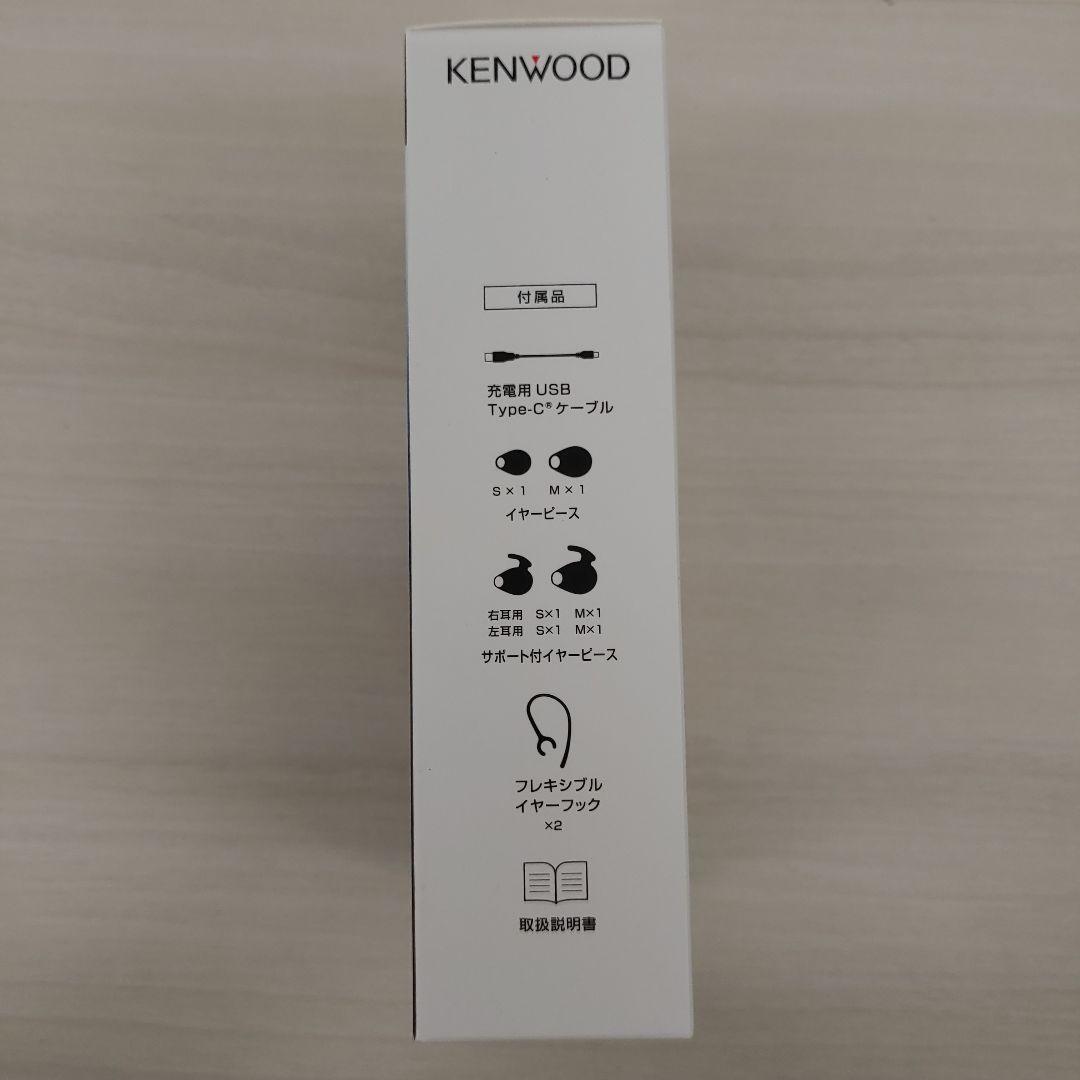 KENWOOD
付属品
充電用 USB
Type-C® ケーブル
S×1 M×1
イヤーピース
右耳用 S×1 M×1
左耳用 S×1 M×1
サポート付イヤーピース
フレキシブル
イヤーフック
×2
取扱説明書